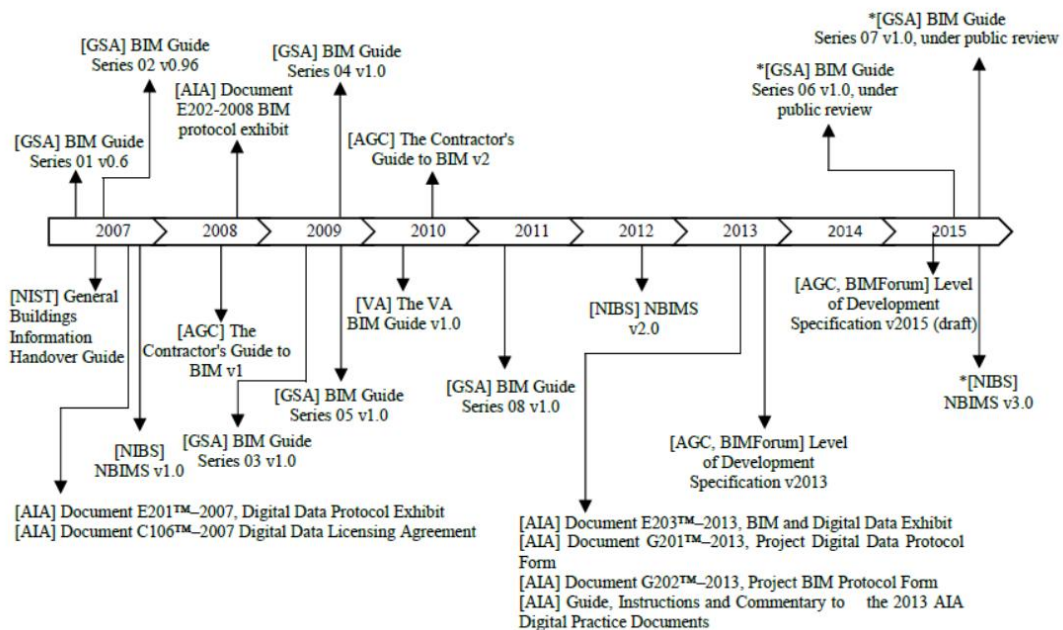 *[GSA] BIM Guide
Series 07 v1.0, under public review
[GSA] BIM Guide
Series 02 v0.96
[GSA] BIM Guide
Series 04 v1.0
*[GSA] BIM Guide
Series 06 v1.0, under
public review
[AIA] Document
E202-2008 BIM
protocol exhibit
[AGC] The Contractor's
Guide to BIM v2
[GSA] BIM Guide
Series 01 v0.6
2007
2008
2009
2010
2011
2012
2013
2014
2015
[NIST] General
Buildings
Information
Handover Guide
[AGC] The
Contractor's Guide to
BIM v1
[VA] The VA
BIM Guide v1.0
[NIBS] NBIMS
v2.0
[AGC, BIMForum] Level
of Development
Specification v2015 (draft)
[GSA] BIM Guide
Series 05 v1.0
[GSA] BIM Guide
Series 08 v1.0
*[NIBS]
NBIMS v3.0
[NIBS]
NBIMS v1.0
[GSA] BIM Guide
Series 03 v1.0
[AGC, BIMForum] Level
of Development
Specification v2013
[AIA] Document E201™–2007, Digital Data Protocol Exhibit
[AIA] Document C106™–2007 Digital Data Licensing Agreement
[AIA] Document E203™–2013, BIM and Digital Data Exhibit
[AIA] Document G201™–2013, Project Digital Data Protocol
Form
[AIA] Document G202™–2013, Project BIM Protocol Form
[AIA] Guide, Instructions and Commentary to the 2013 AIA
Digital Practice Documents